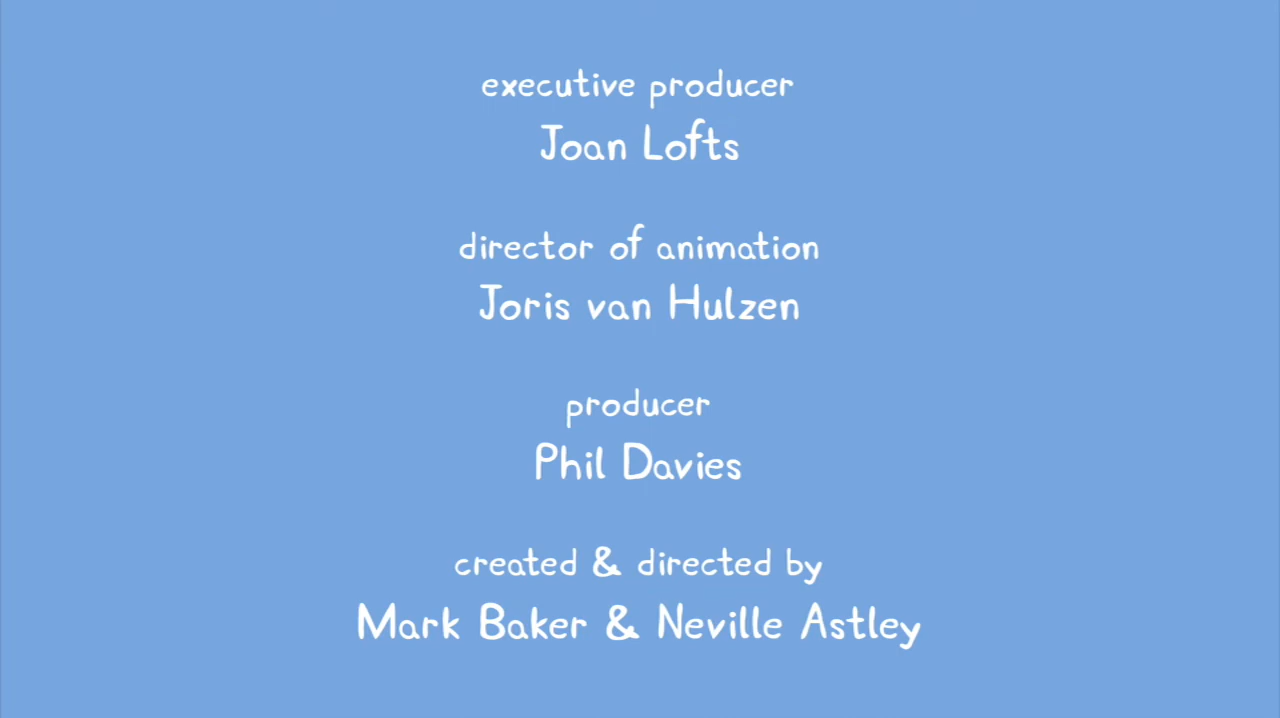 executive producer
Joan Lofts
director of animation
Joris van Hulzen
producer
Phil Davies
created & directed by
Mark Baker & Neville Astley